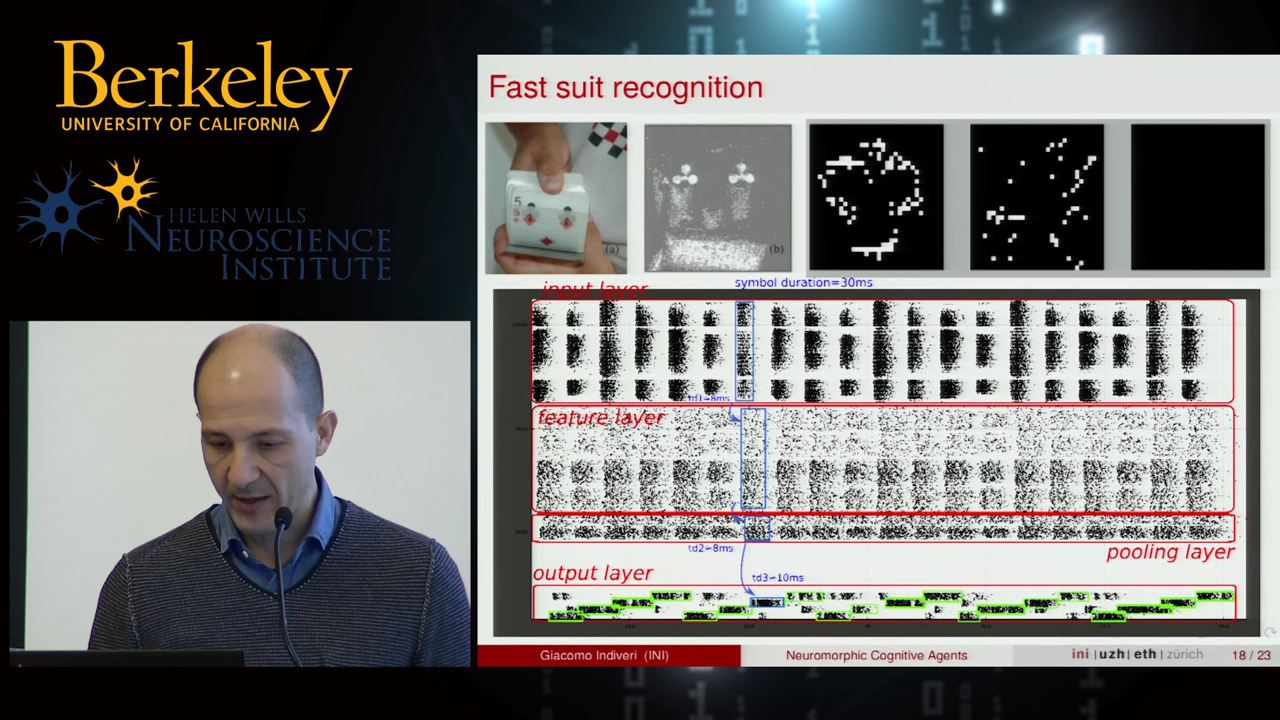 Berkeley
UNIVERSITY OF CALIFORNIA
HELEN WILLS
NEUROSCIENCE
INSTITUTE
Fast suit recognition
5
(a)
(b)
symbol duration=30ms
input layer
td1~8ms
feature layer
td2~8ms
pooling layer
td3~10ms
output layer
Giacomo Indiveri (INI)
Neuromorphic Cognitive Agents
ini | uzh | eth | zürich
18 / 23